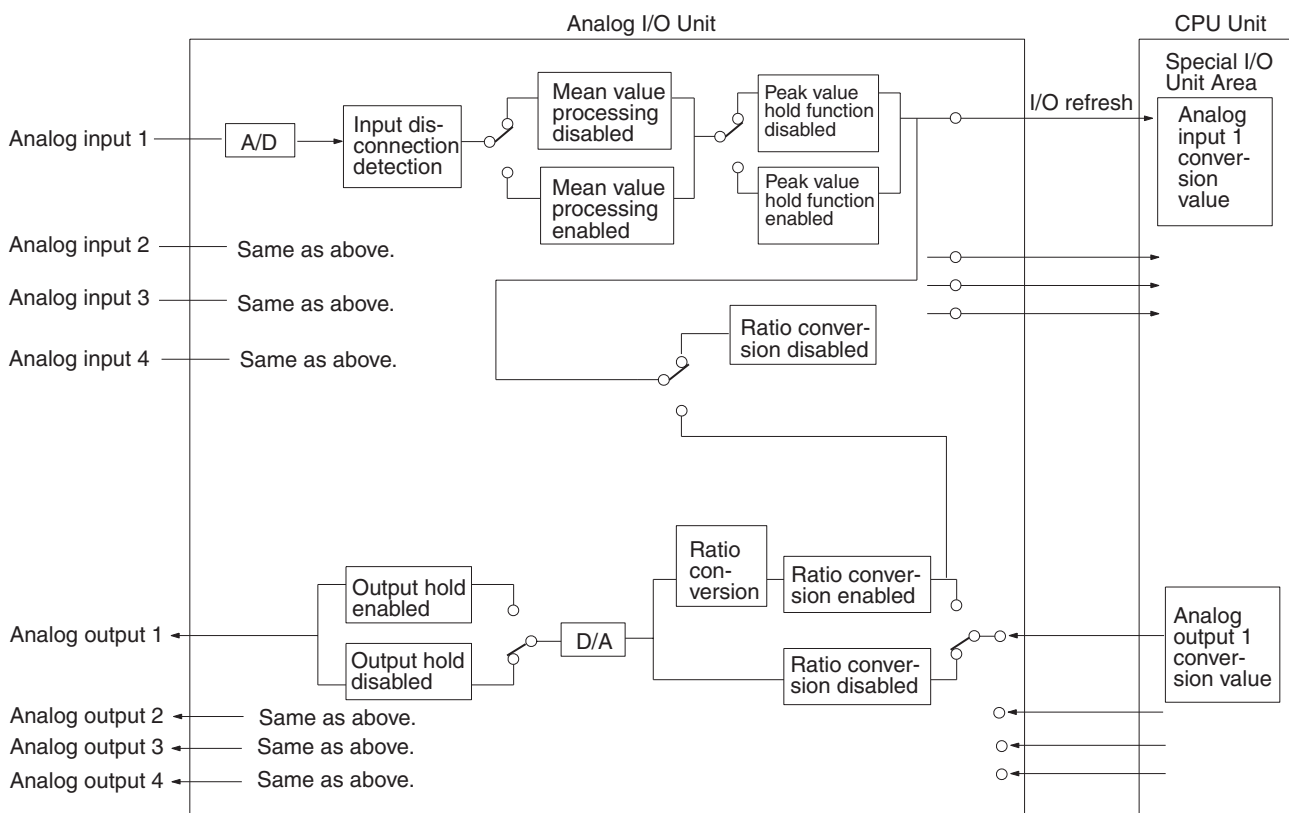 Analog I/O Unit
CPU Unit
Special I/O
Unit Area
I/O refresh
Analog input 1
A/D
Input dis-
connection
detection
Mean value
processing
disabled
Mean value
processing
enabled
Peak value
hold function
disabled
Peak value
hold function
enabled
Analog
input 1
conver-
sion
value
Analog input 2
Same as above.
Analog input 3
Same as above.
Analog input 4
Same as above.
Ratio conver-
sion disabled
Ratio
con-
version
Ratio conver-
sion enabled
Ratio conver-
sion disabled
D/A
Output hold
enabled
Output hold
disabled
Analog output 1
Analog
output 1
conver-
sion value
Analog output 2
Same as above.
Analog output 3
Same as above.
Analog output 4
Same as above.